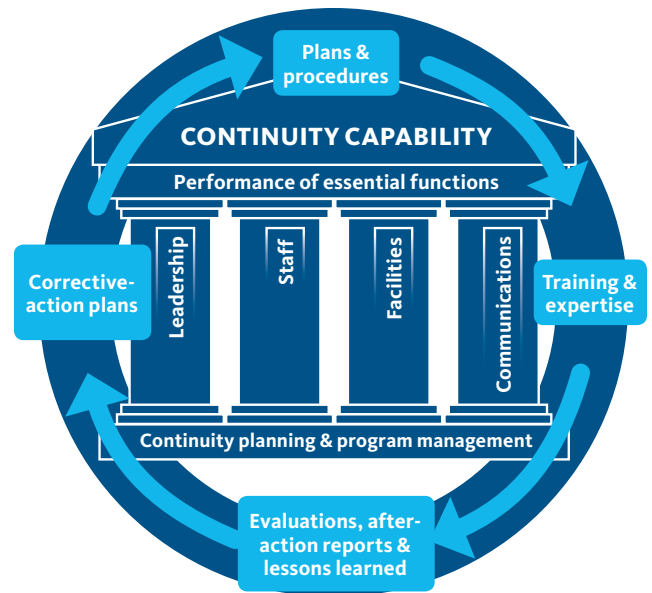 Plans &
procedures
CONTINUITY CAPABILITY
Performance of essential functions
Leadership
Staff
Facilities
Communications
Corrective-
action plans
Training &
expertise
Continuity planning & program management
Evaluations, after-
action reports &
lessons learned